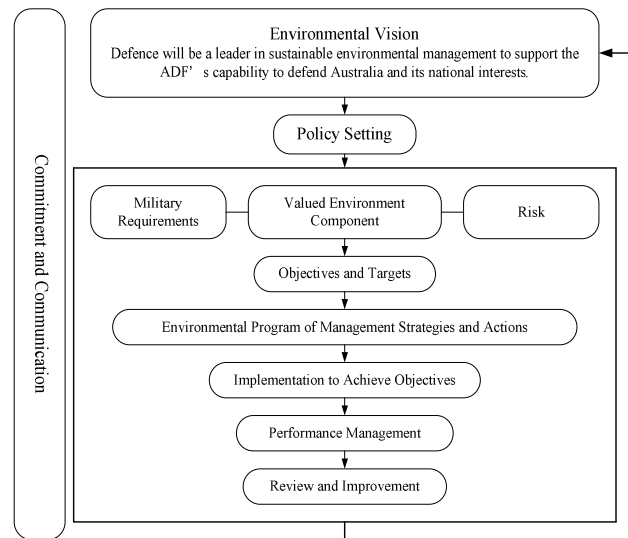 Environmental Vision
Defence will be a leader in sustainable environmental management to support the
ADF’s capability to defend Australia and its national interests.
Policy Setting
Commitment and Communication
Military
Requirements
Valued Environment
Component
Risk
Objectives and Targets
Environmental Program of Management Strategies and Actions
Implementation to Achieve Objectives
Performance Management
Review and Improvement